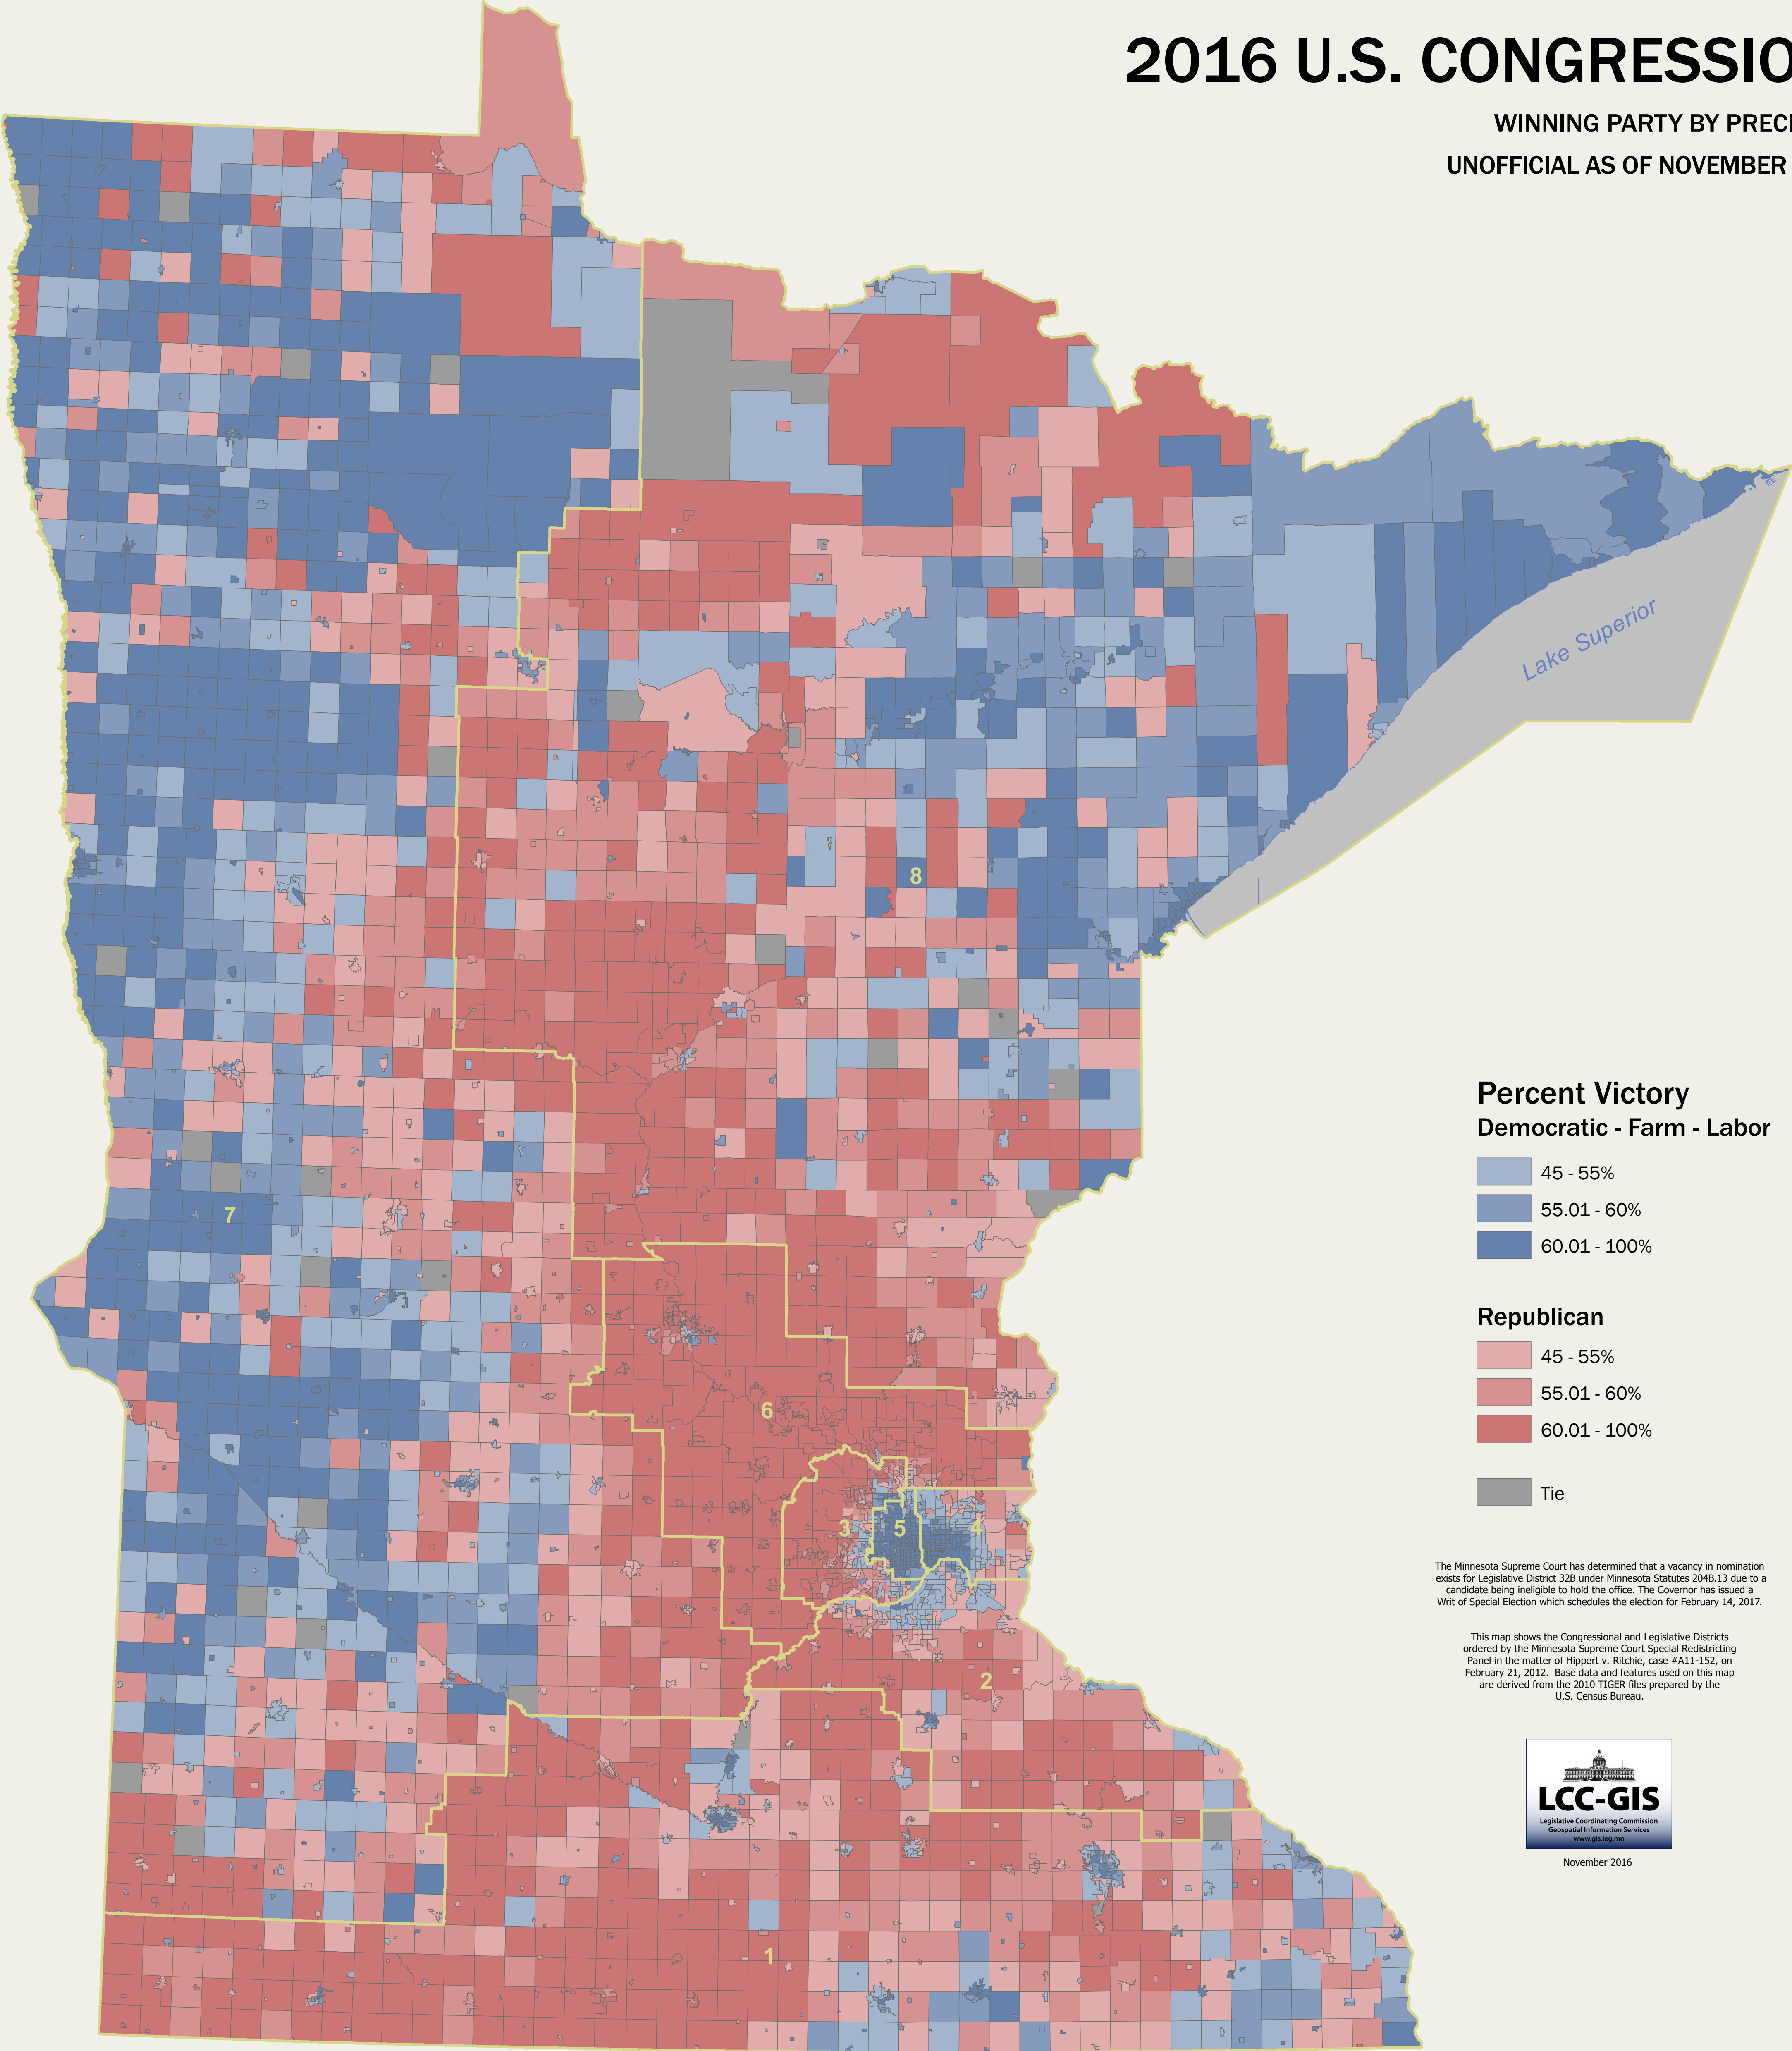 2016 U.S. CONGRESSIO
WINNING PARTY BY PREC
UNOFFICIAL AS OF NOVEMBER
Lake Superior
8
7
6
3
5
4
2
1
Percent Victory
Democratic - Farm - Labor
45 - 55%
55.01 - 60%
60.01 - 100%
Republican
45 - 55%
55.01 - 60%
60.01 - 100%
Tie
The Minnesota Supreme Court has determined that a vacancy in nomination
exists for Legislative District 32B under Minnesota Statutes 204B.13 due to a
candidate being ineligible to hold the office. The Governor has issued a
Writ of Special Election which schedules the election for February 14, 2017.
This map shows the Congressional and Legislative Districts
ordered by the Minnesota Supreme Court Special Redistricting
Panel in the matter of Hippert v. Ritchie, case #A11-152, on
February 21, 2012. Base data and features used on this map
are derived from the 2010 TIGER files prepared by the
U.S. Census Bureau.
LCC-GIS
Legislative Coordinating Commission
Geospatial Information Services
www.gis.leg.mn
November 2016